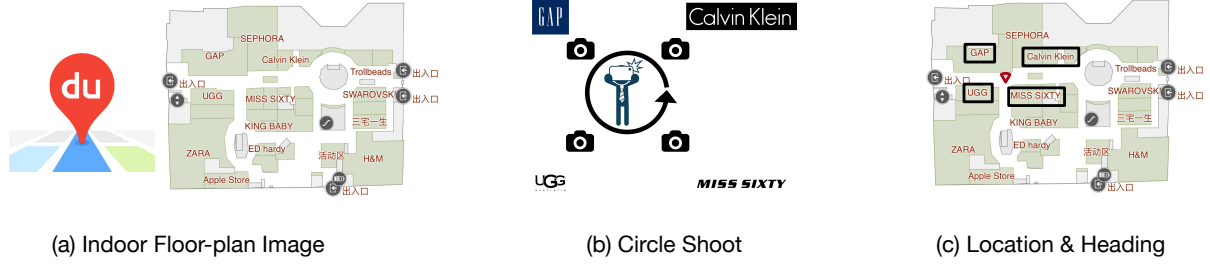 du
SEPHORA
GAP
Calvin Klein
Trollbeads
出入口
出入口
UGG
MISS SIXTY
SWAROVSKI
出入口
KING BABY
三宅一生
ZARA
ED hardy
活动区
H&M
Apple Store
出入口
(a) Indoor Floor-plan Image
GAP
Calvin Klein
UGG
australia
MISS SIXTY
(b) Circle Shoot
SEPHORA
GAP
Calvin Klein
Trollbeads
出入口
出入口
UGG
MISS SIXTY
SWAROVSKI
出入口
KING BABY
三宅一生
ZARA
ED hardy
活动区
H&M
Apple Store
出入口
(c) Location & Heading